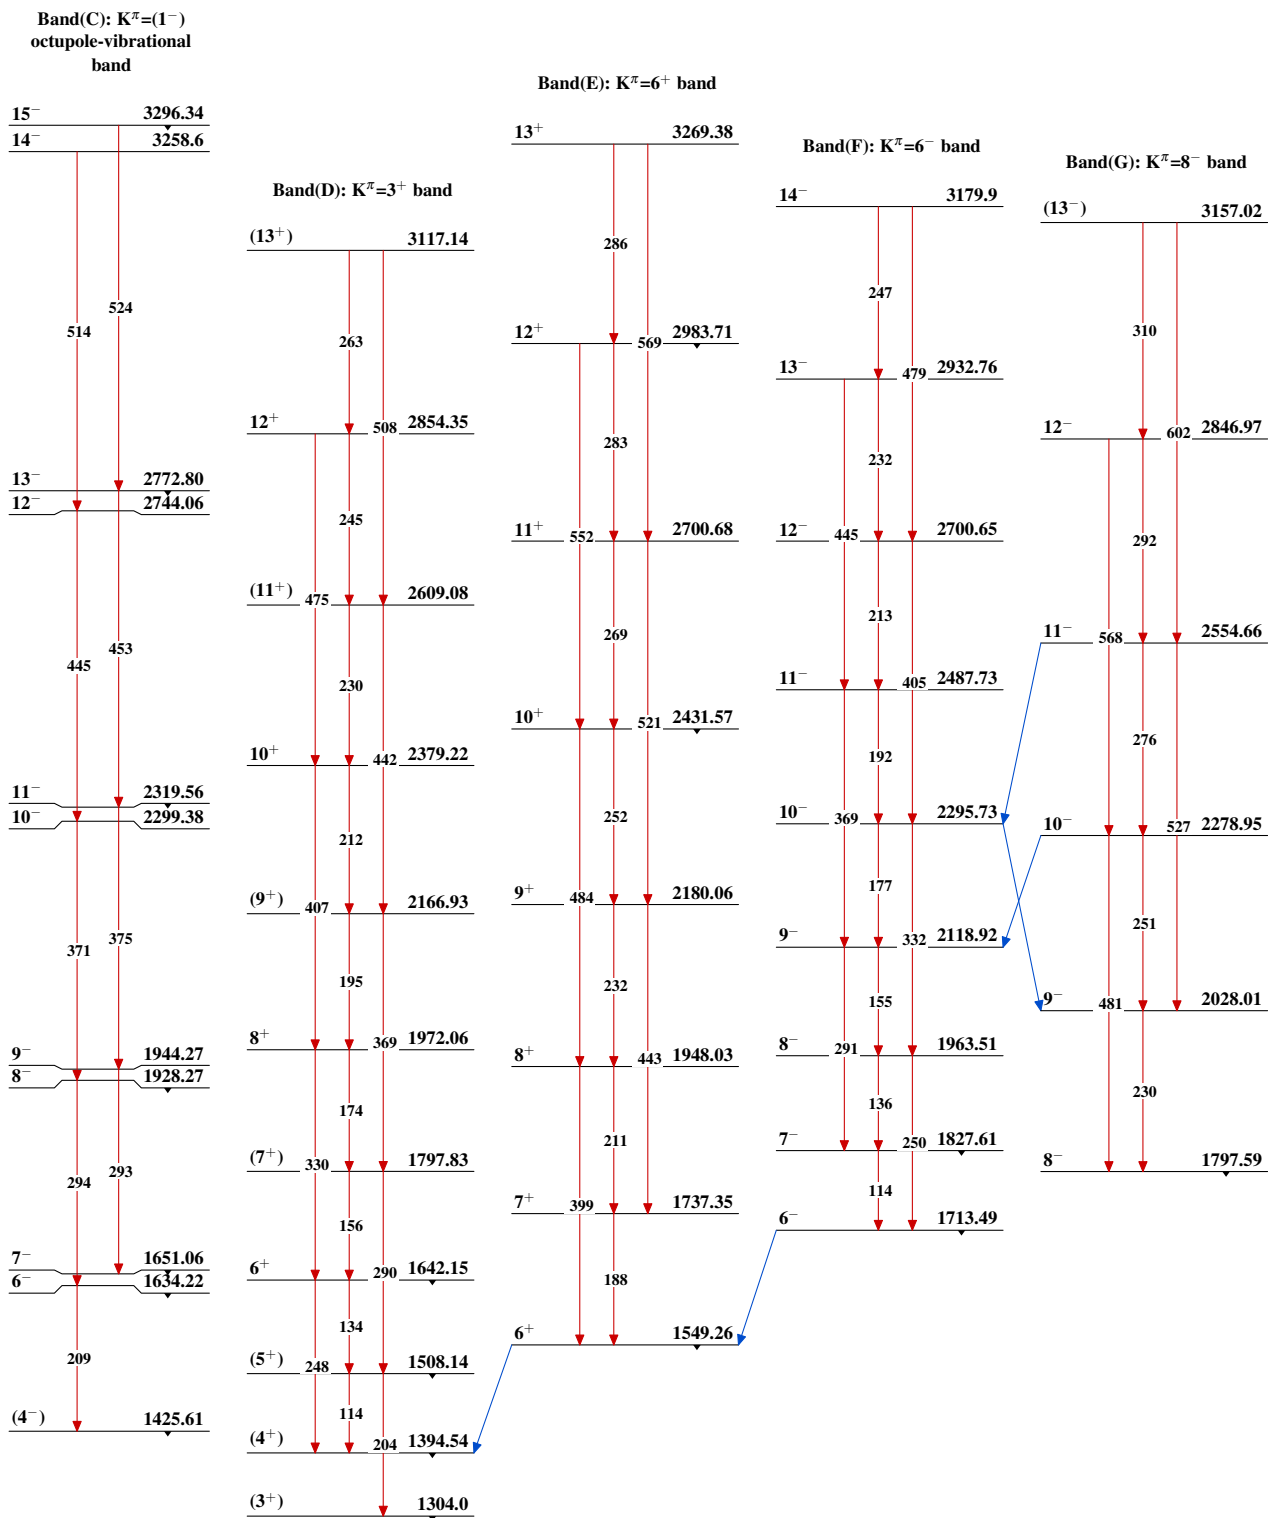 Band(C): Kπ=(1−)
octupole-vibrational
band
15− 3296.34
14− 3258.6
524
514
13− 2772.80
12− 2744.06
453
445
11− 2319.56
10− 2299.38
375
371
9− 1944.27
8− 1928.27
293
294
7− 1651.06
6− 1634.22
209
(4−) 1425.61
Band(D): Kπ=3+ band
(13+) 3117.14
263
12+ 508 2854.35
245
(11+) 475 2609.08
230
10+ 442 2379.22
212
(9+) 407 2166.93
195
8+ 369 1972.06
174
(7+) 330 1797.83
156
6+ 290 1642.15
134
(5+) 248 1508.14
114
(4+) 204 1394.54
(3+) 1304.0
Band(E): Kπ=6+ band
13+ 3269.38
286
12+ 569 2983.71
283
11+ 552 2700.68
269
10+ 521 2431.57
252
9+ 484 2180.06
232
8+ 443 1948.03
211
7+ 399 1737.35
188
6+ 1549.26
Band(F): Kπ=6− band
14− 3179.9
247
13− 479 2932.76
232
12− 445 2700.65
213
11− 405 2487.73
192
10− 369 2295.73
177
9− 332 2118.92
155
8− 291 1963.51
136
7− 250 1827.61
114
6− 1713.49
Band(G): Kπ=8− band
(13−) 3157.02
310
12− 602 2846.97
292
11− 568 2554.66
276
10− 527 2278.95
251
9− 481 2028.01
230
8− 1797.59